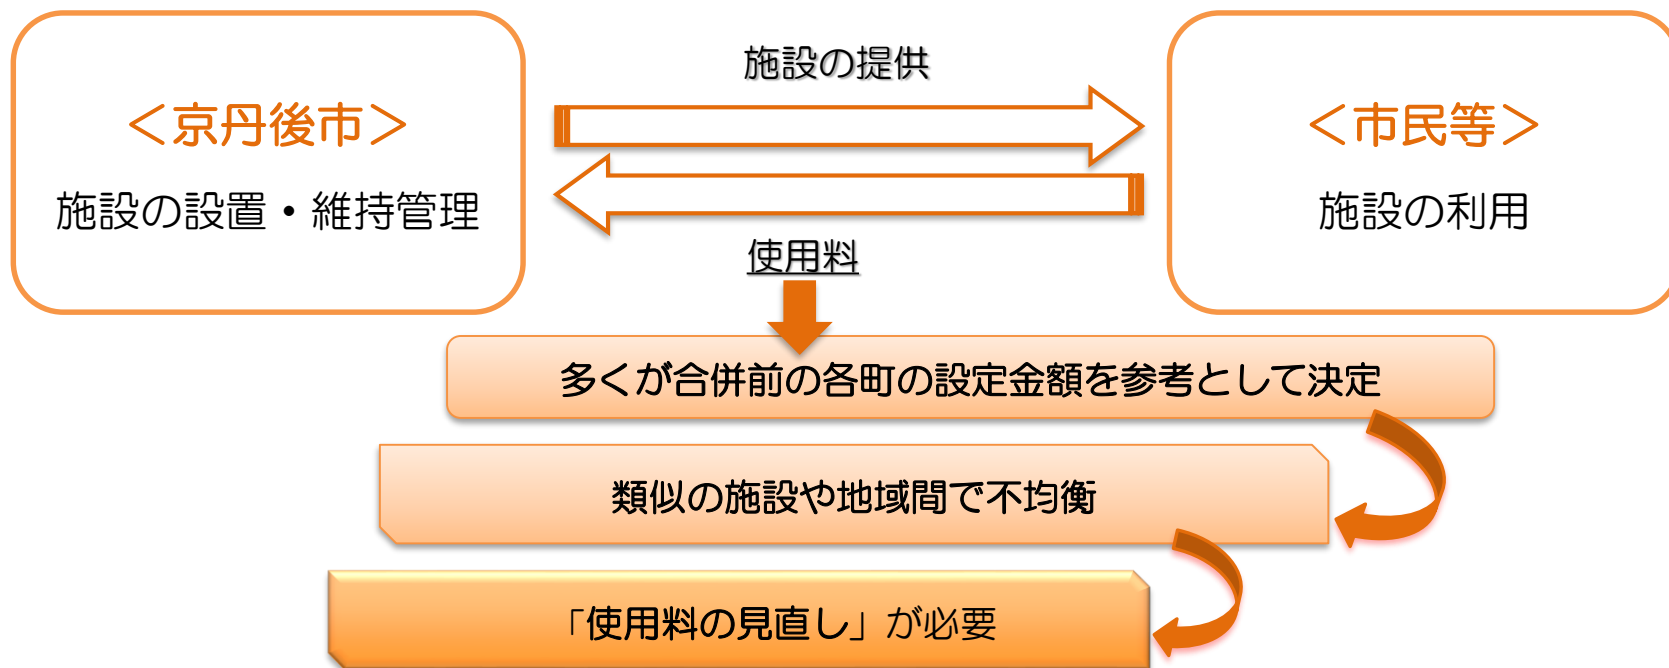 施設の提供
＜京丹後市＞
施設の設置・維持管理
＜市民等＞
施設の利用
使用料
多くが合併前の各町の設定金額を参考として決定
類似の施設や地域間で不均衡
「使用料の見直し」が必要